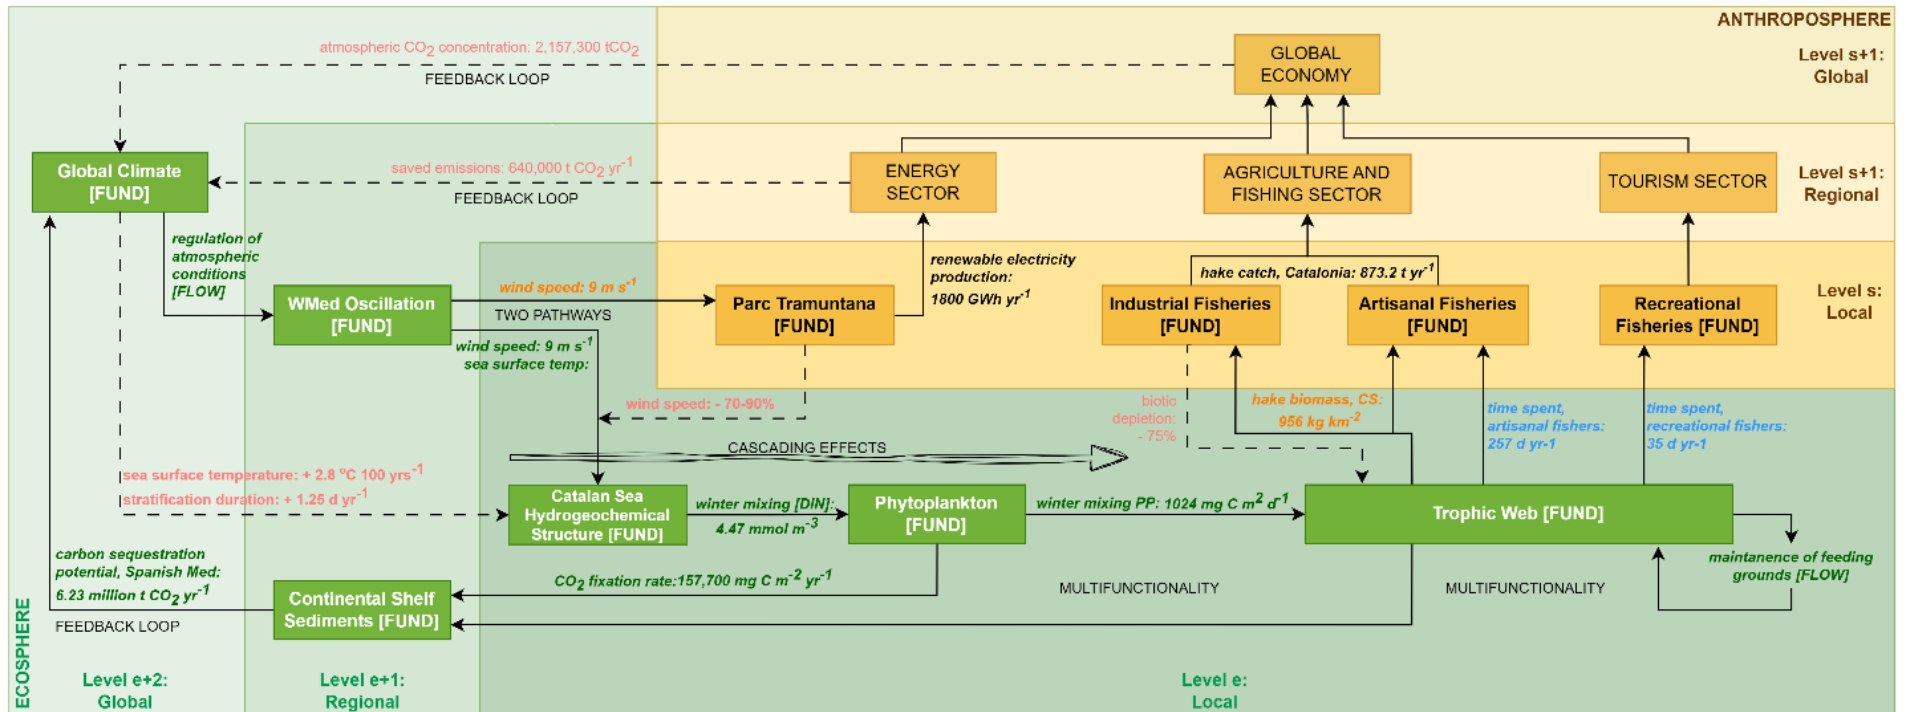 ANTHROPOSPHERE
Level s+1:
Global
GLOBAL
ECONOMY
atmospheric CO2 concentration: 2,157,300 tCO2
FEEDBACK LOOP
Global Climate
[FUND]
saved emissions: 640,000 t CO2 yr-1
FEEDBACK LOOP
ENERGY
SECTOR
AGRICULTURE AND
FISHING SECTOR
TOURISM SECTOR
Level s+1:
Regional
regulation of
atmospheric
conditions
[FLOW]
WMed Oscillation
[FUND]
wind speed: 9 m s-1
TWO PATHWAYS
wind speed: 9 m s-1
sea surface temp:
Parc Tramuntana
[FUND]
renewable electricity
production:
1800 GWh yr-1
hake catch, Catalonia: 873.2 t yr-1
Industrial Fisheries
[FUND]
Artisanal Fisheries
[FUND]
Recreational
Fisheries [FUND]
Level s:
Local
wind speed: - 70-90%
biotic
depletion:
- 75%
hake biomass, CS:
956 kg km-2
time spent,
artisanal fishers:
257 d yr-1
time spent,
recreational fishers:
35 d yr-1
CASCADING EFFECTS
sea surface temperature: + 2.8 ºC 100 yrs-1
stratification duration: + 1.25 d yr-1
Catalan Sea
Hydrogeochemical
Structure [FUND]
winter mixing [DIN]:
4.47 mmol m-3
Phytoplankton
[FUND]
winter mixing PP: 1024 mg C m2 d-1
Trophic Web [FUND]
maintanence of feeding
grounds [FLOW]
carbon sequestration
potential, Spanish Med:
6.23 million t CO2 yr-1
FEEDBACK LOOP
CO2 fixation rate:157,700 mg C m-2 yr-1
Continental Shelf
Sediments [FUND]
MULTIFUNCTIONALITY
MULTIFUNCTIONALITY
ECOSPHERE
Level e+2:
Global
Level e+1:
Regional
Level e:
Local